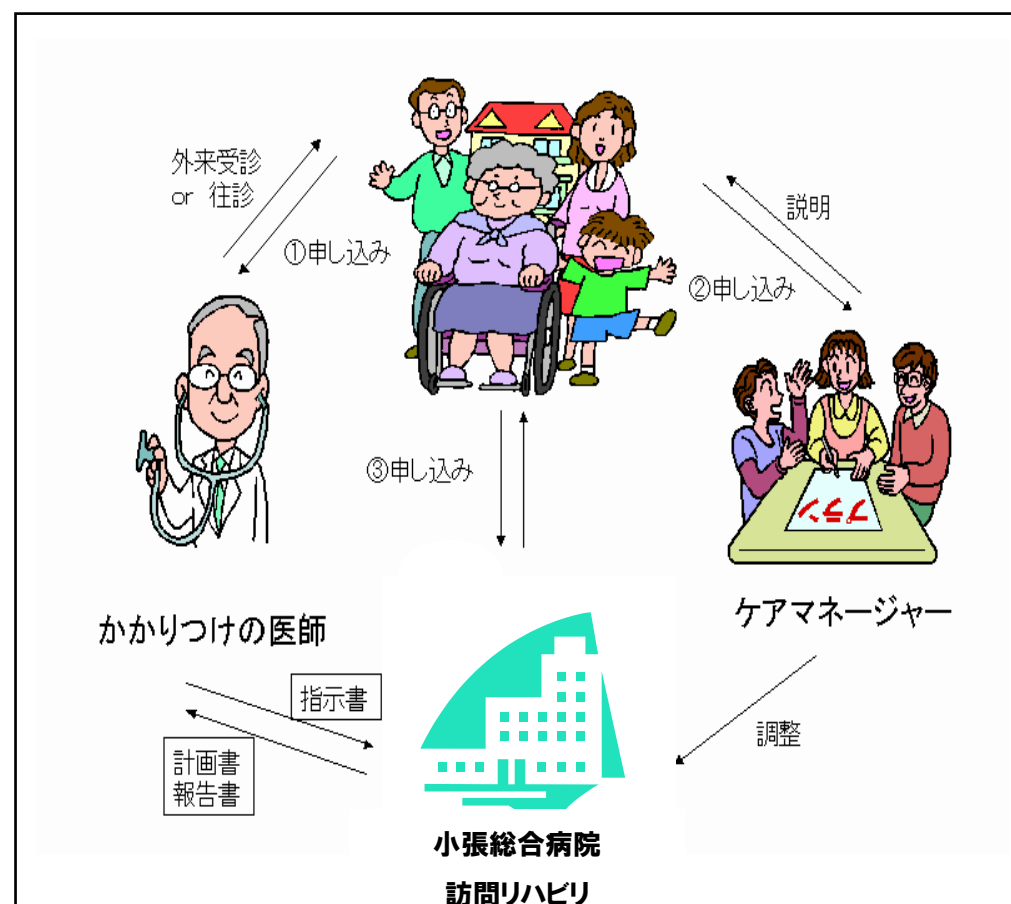 外来受診
or 往診
①申し込み
説明
②申し込み
③申し込み
プラン
かかりつけの医師
ケアマネージャー
指示書
計画書
報告書
調整
小張総合病院
訪問リハビリ